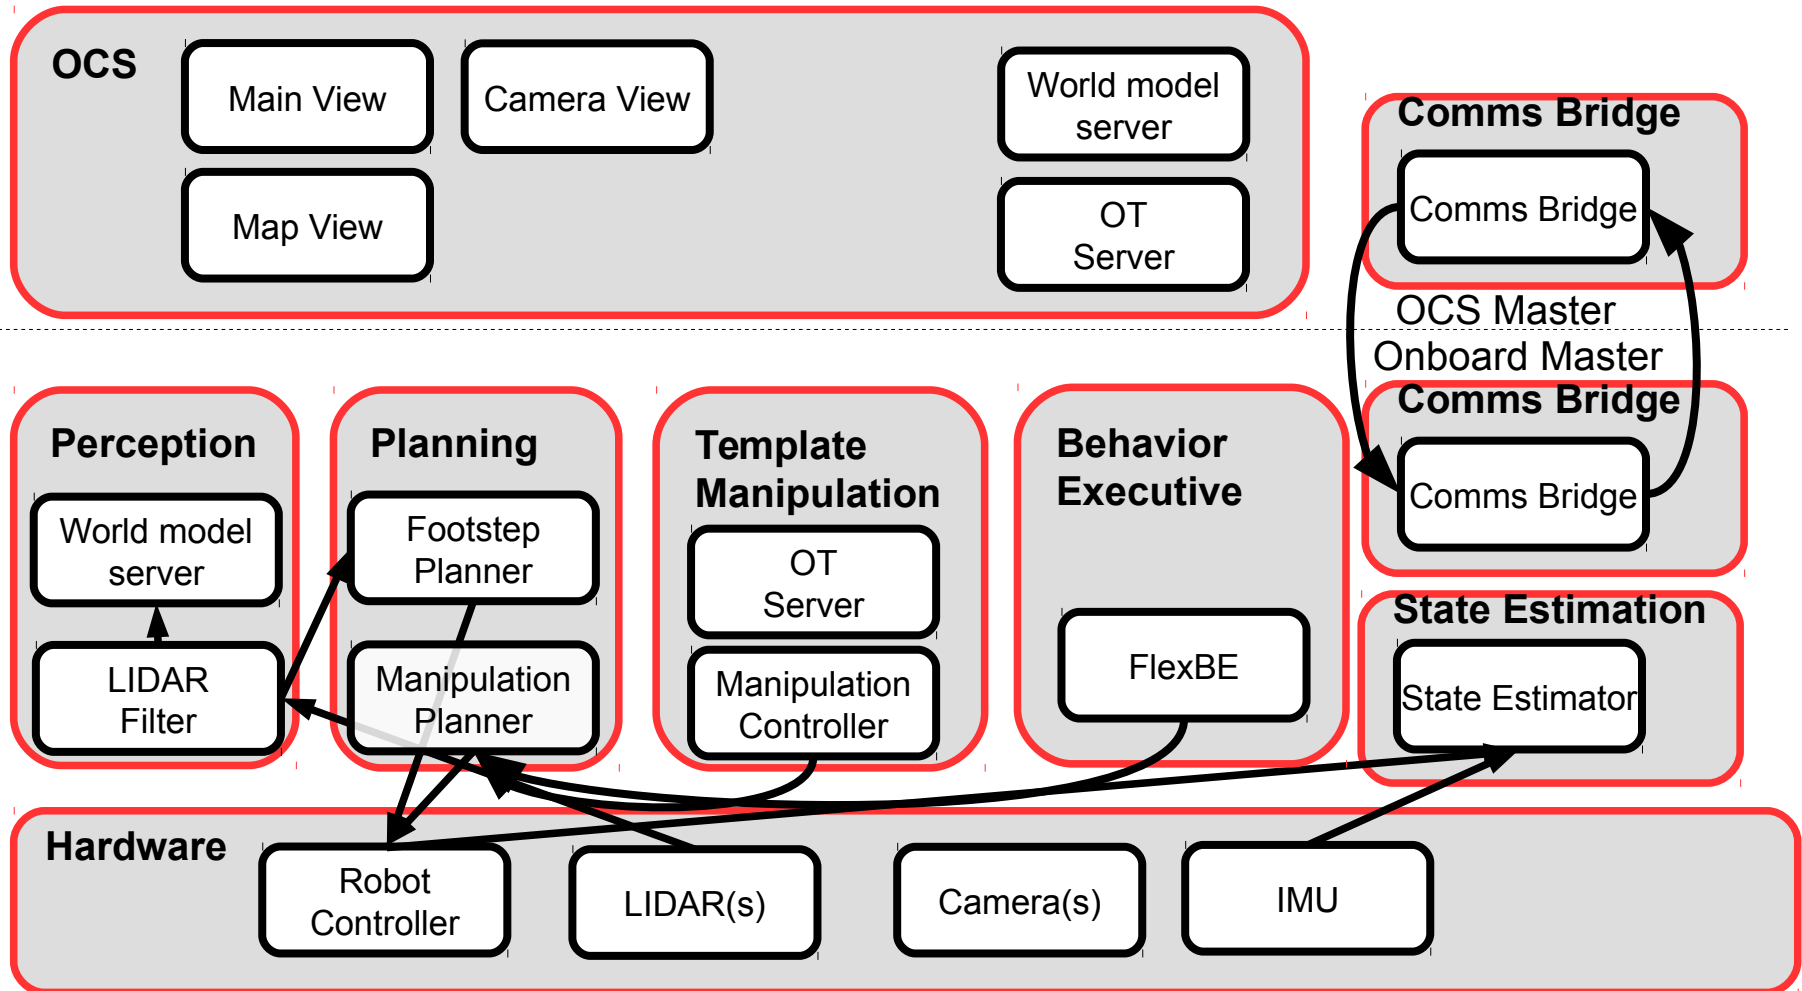 OCS
Main View
Camera View
World model
server
Map View
OT
Server
Comms Bridge
Comms Bridge
OCS Master
Onboard Master
Comms Bridge
Comms Bridge
Perception
World model
server
LIDAR
Filter
Planning
Footstep
Planner
Manipulation
Planner
Template
Manipulation
OT
Server
Manipulation
Controller
Behavior
Executive
FlexBE
State Estimation
State Estimator
Hardware
Robot
Controller
LIDAR(s)
Camera(s)
IMU